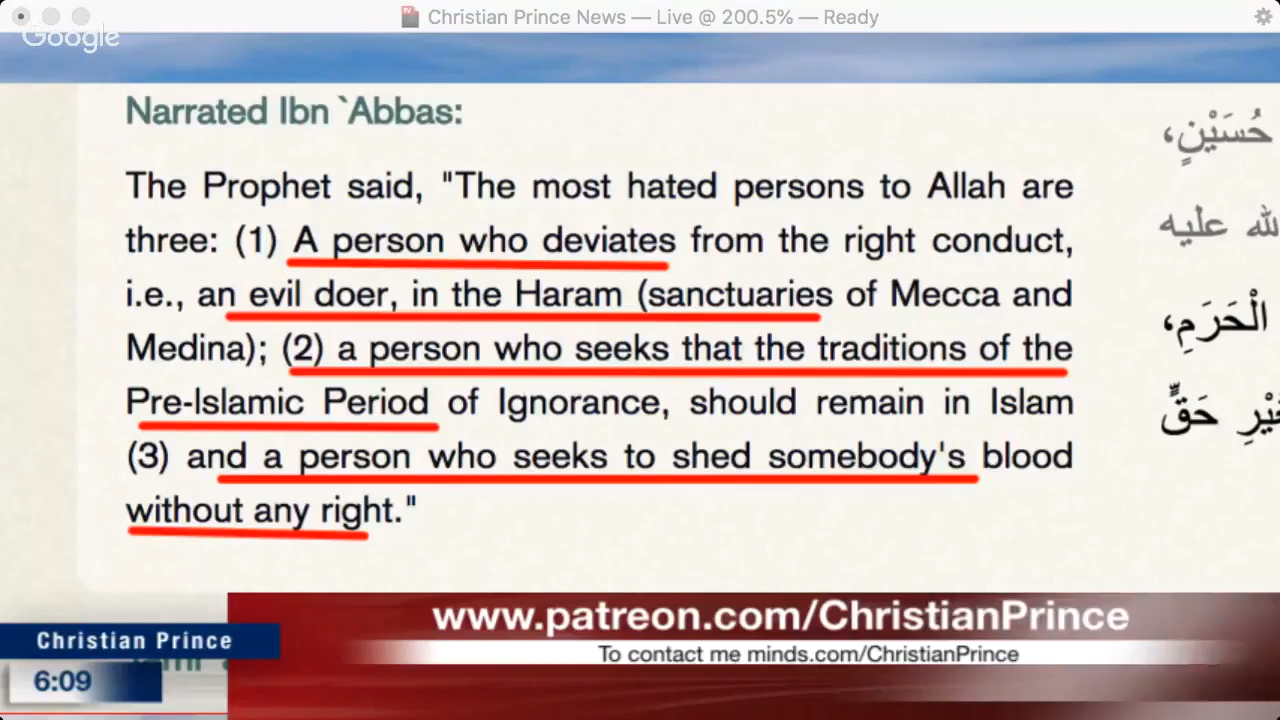 Christian Prince News — Live @ 200.5% — Ready
Google
Narrated Ibn `Abbas:
The Prophet said, "The most hated persons to Allah are
three: (1) A person who deviates from the right conduct,
i.e., an evil doer, in the Haram (sanctuaries of Mecca and
Medina); (2) a person who seeks that the traditions of the
Pre-Islamic Period of Ignorance, should remain in Islam
(3) and a person who seeks to shed somebody's blood
without any right."
حُسَيْنٍ،
لله عليه
الْحَرَمِ،
غَيْرِ حَقٍّ
www.patreon.com/ChristianPrince
To contact me minds.com/ChristianPrince
Christian Prince
6:09